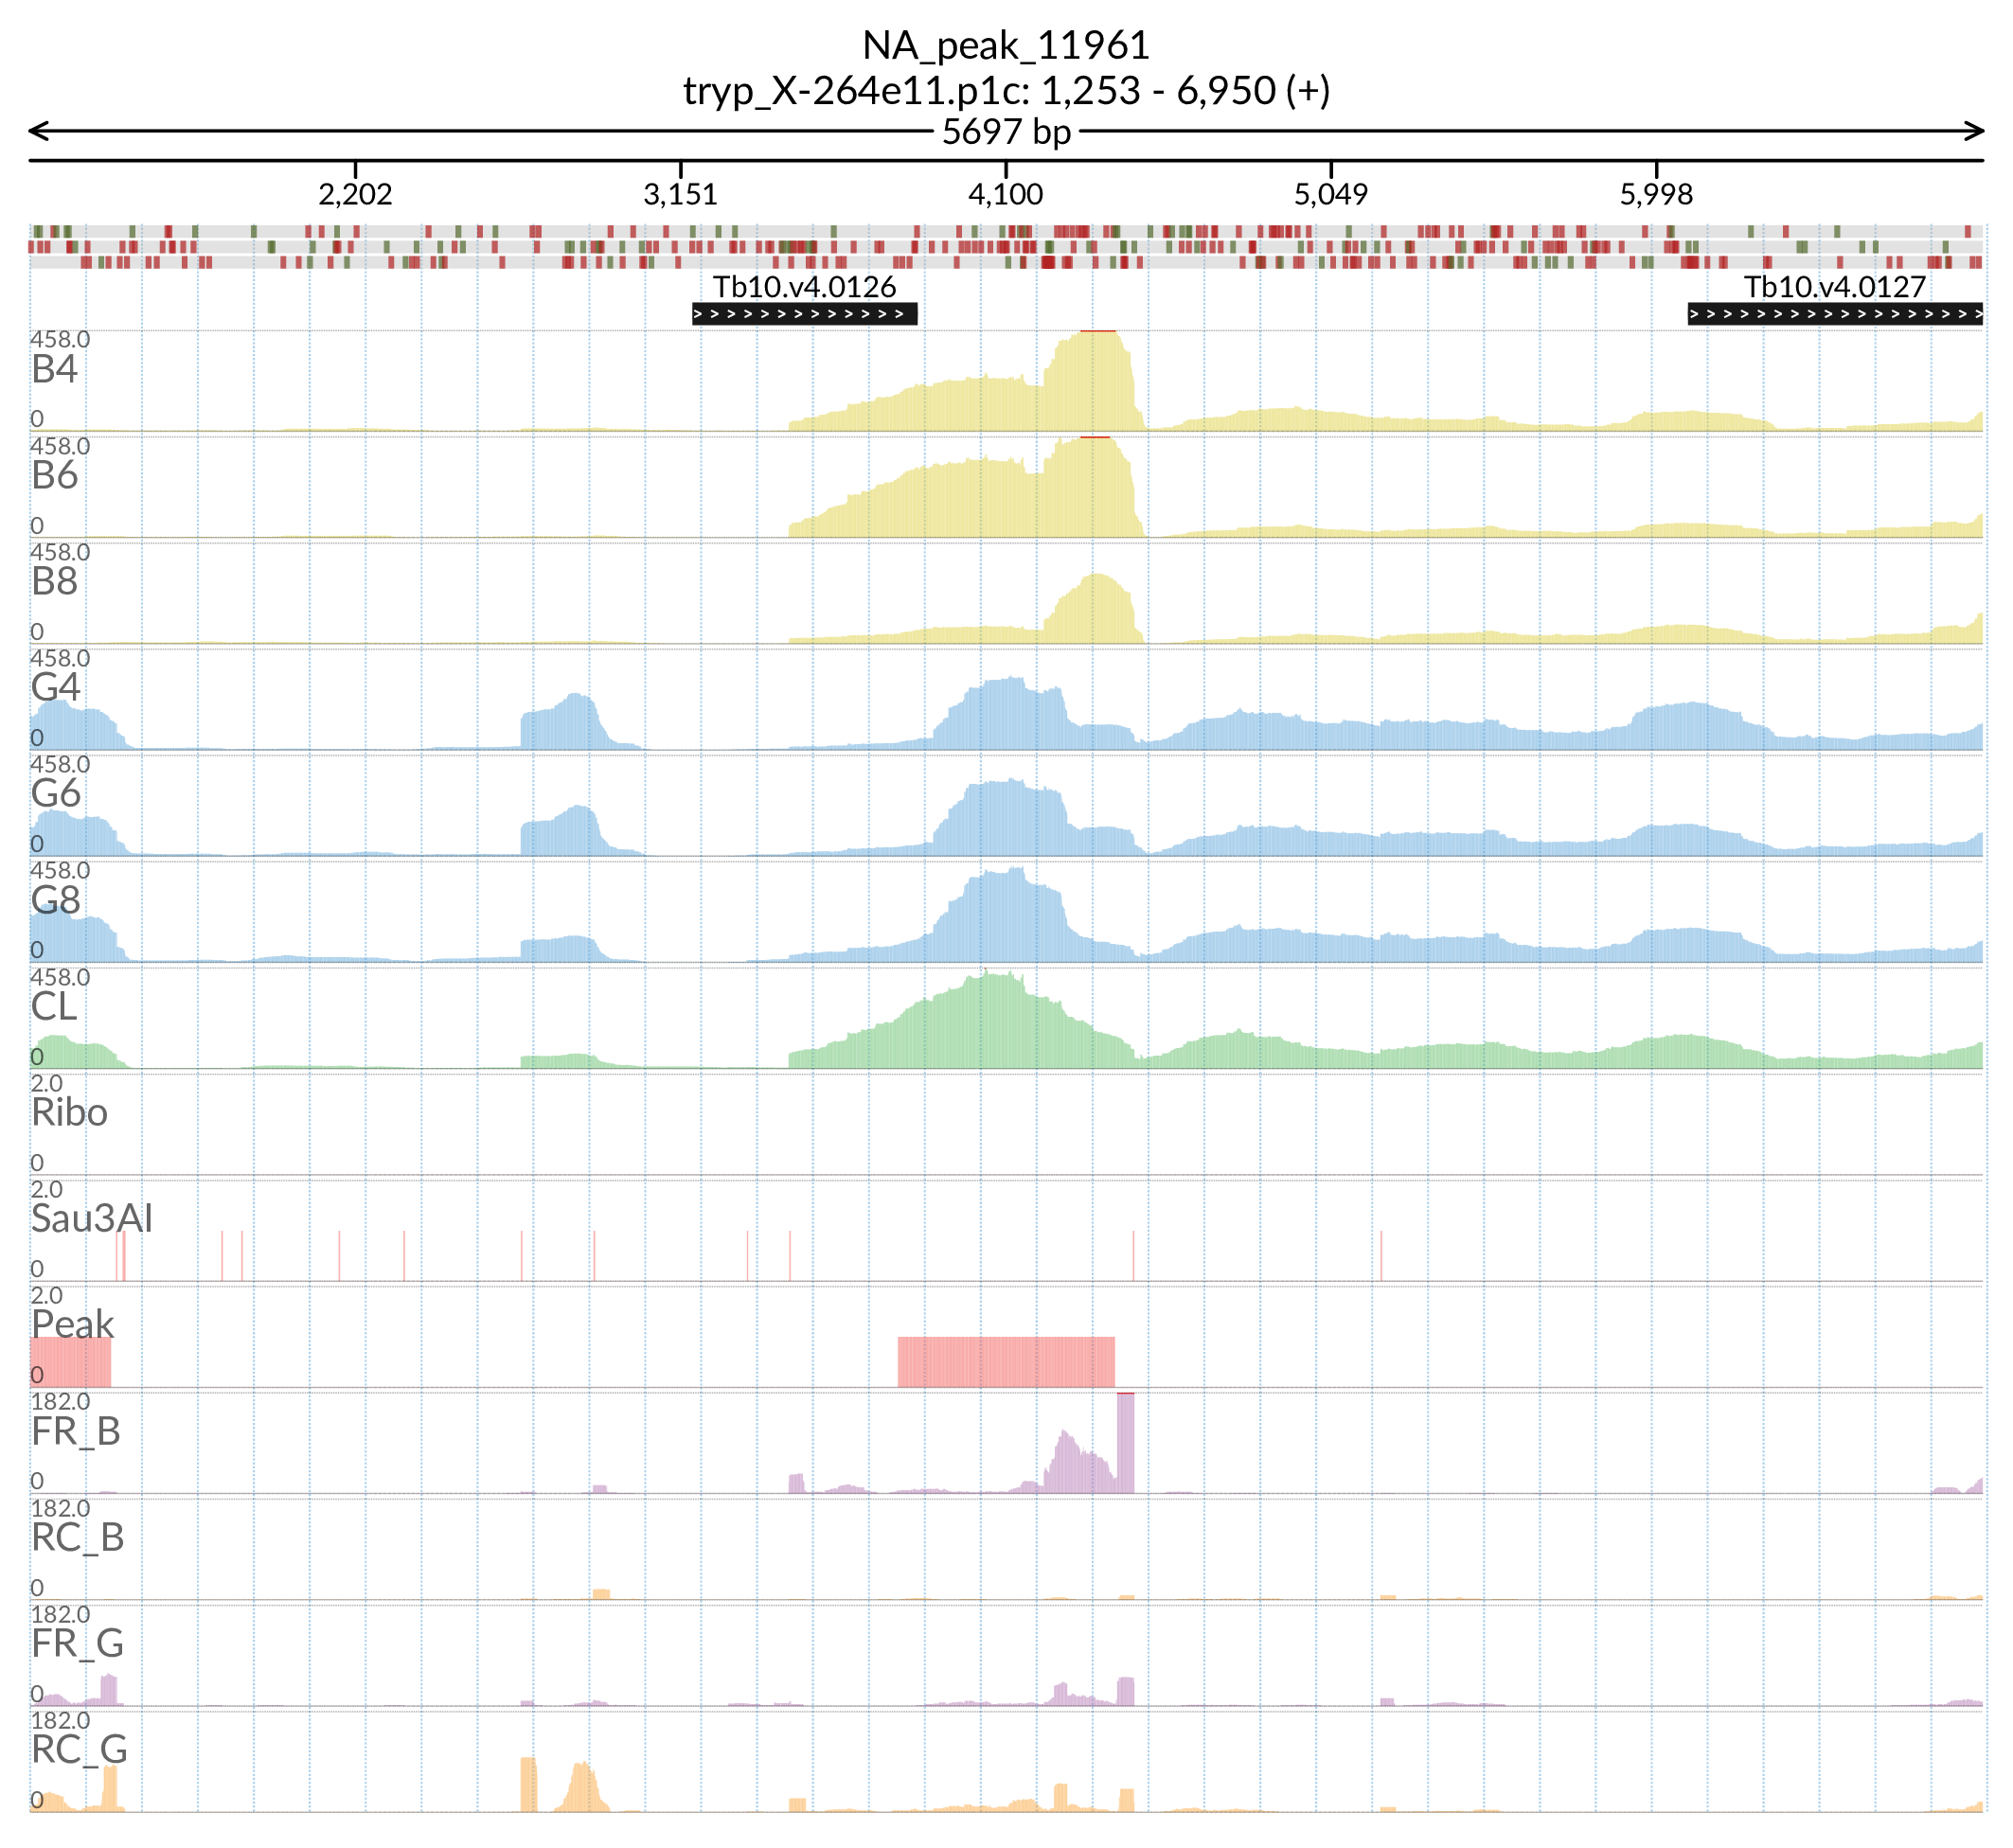 NA_peak_11961
tryp_X-264e11.p1c: 1,253 - 6,950 (+)
5697 bp
2,202 3,151 4,100 5,049 5,998
Tb10.v4.0126 Tb10.v4.0127
458.0
B4
0
458.0
B6
0
458.0
B8
0
458.0
G4
0
458.0
G6
0
458.0
G8
0
458.0
CL
0
2.0
Ribo
0
2.0
Sau3AI
0
2.0
Peak
0
182.0
FR_B
0
182.0
RC_B
0
182.0
FR_G
0
182.0
RC_G
0